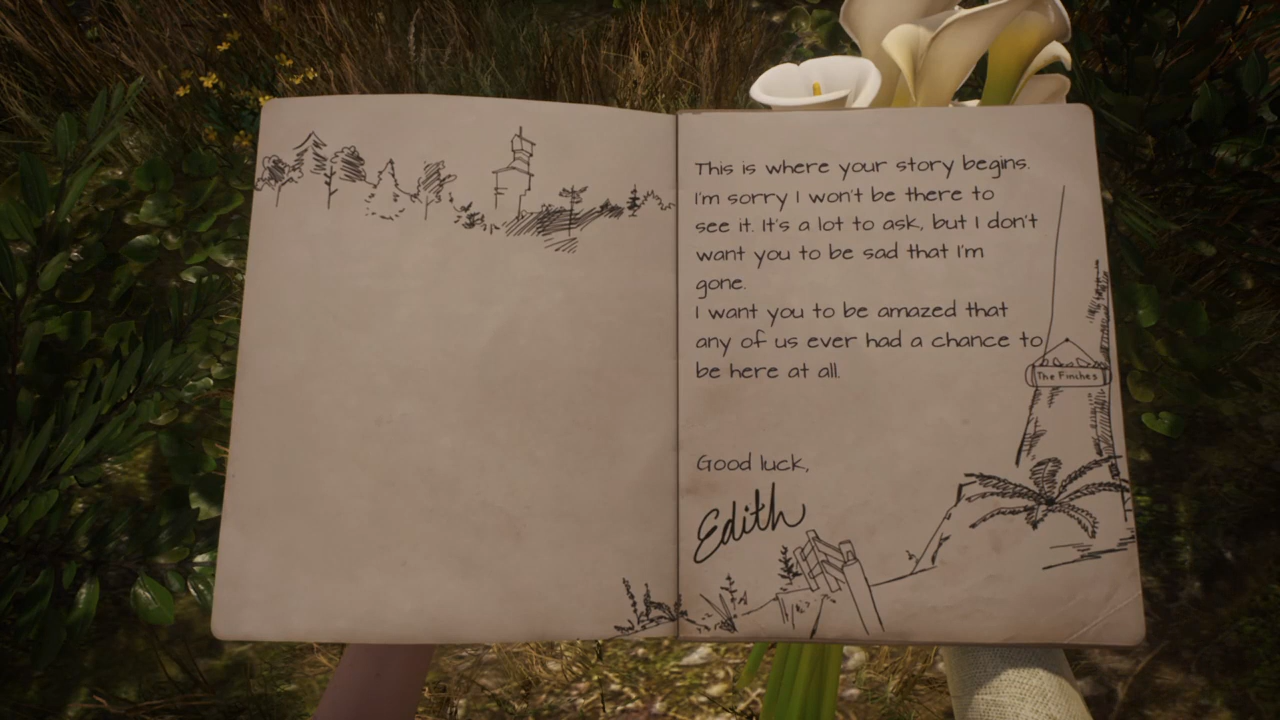 This is where your story begins.
I'm sorry I won't be there to
see it. It's a lot to ask, but I don't
want you to be sad that I'm
gone.
I want you to be amazed that
any of us ever had a chance to
be here at all.
The Finches
Good luck,
Edith